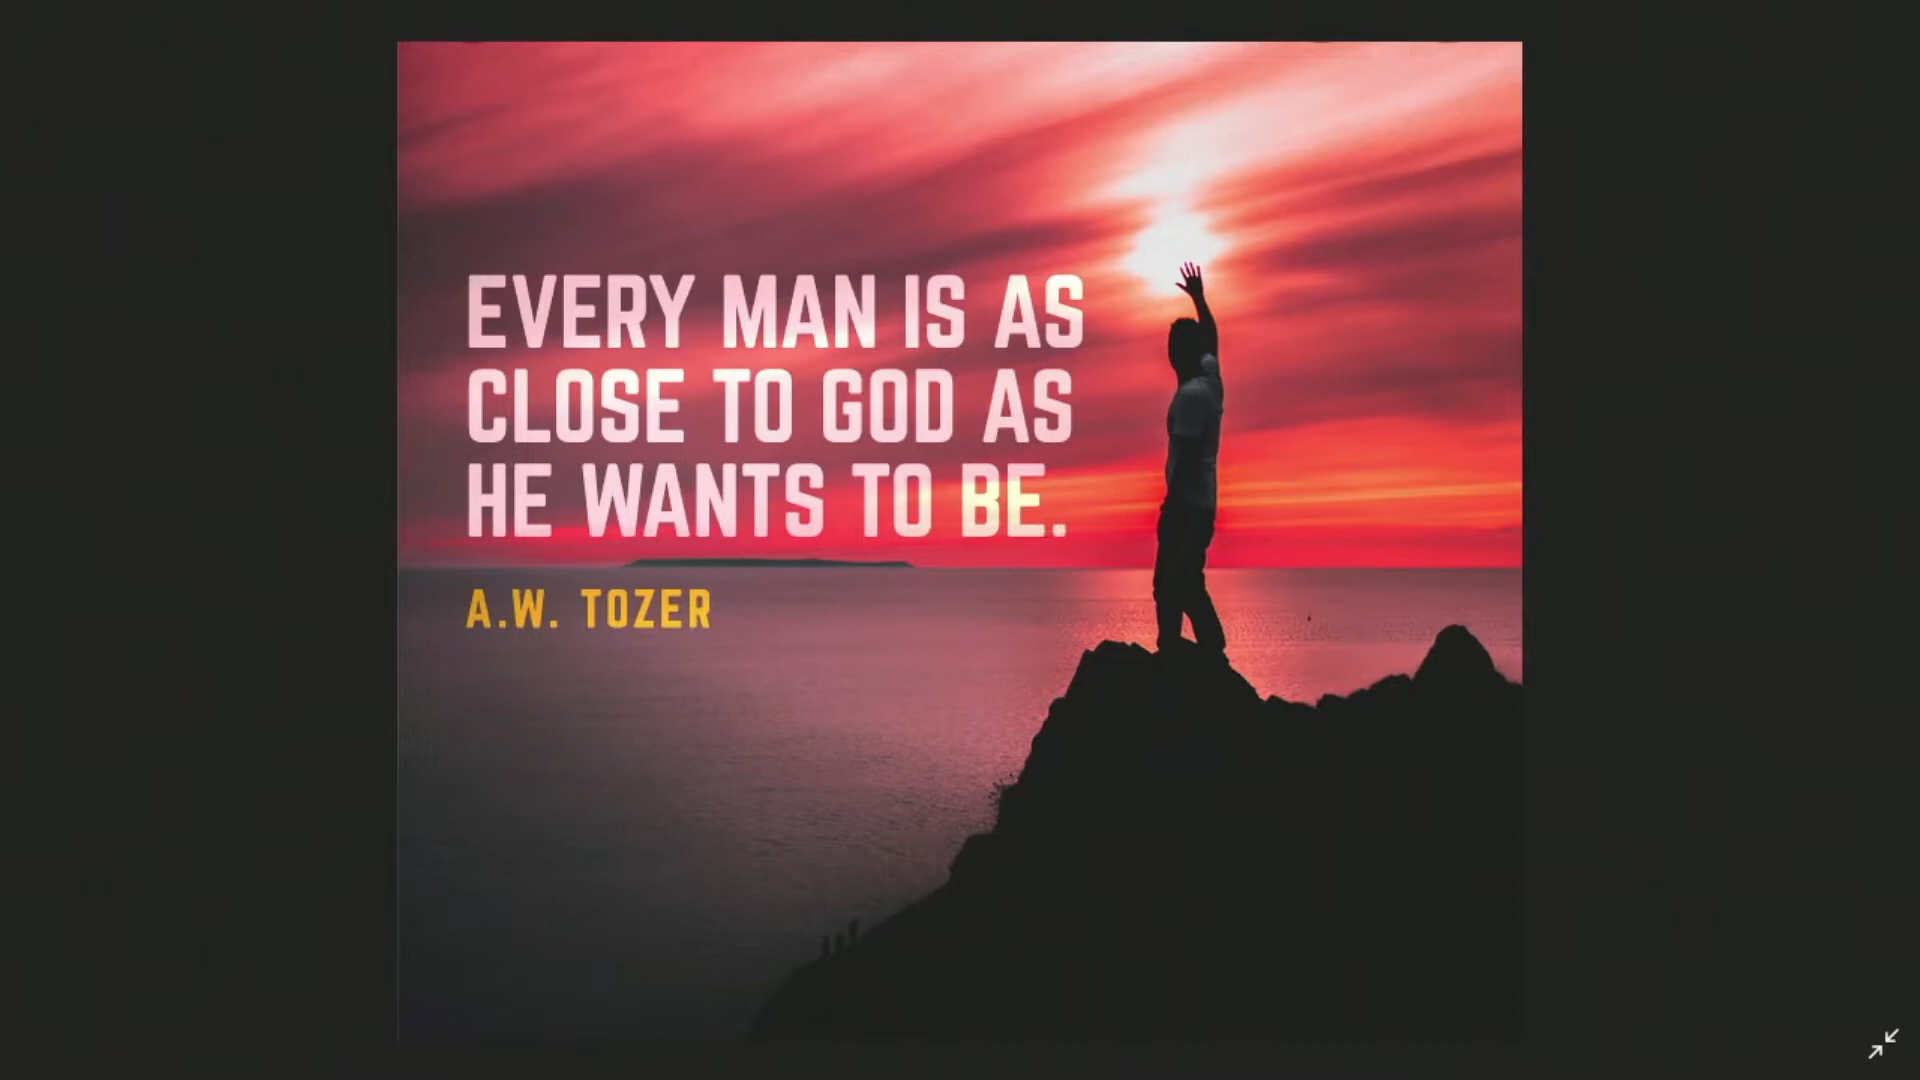 EVERY MAN IS AS
CLOSE TO GOD AS
HE WANTS TO BE.
A.W. TOZER